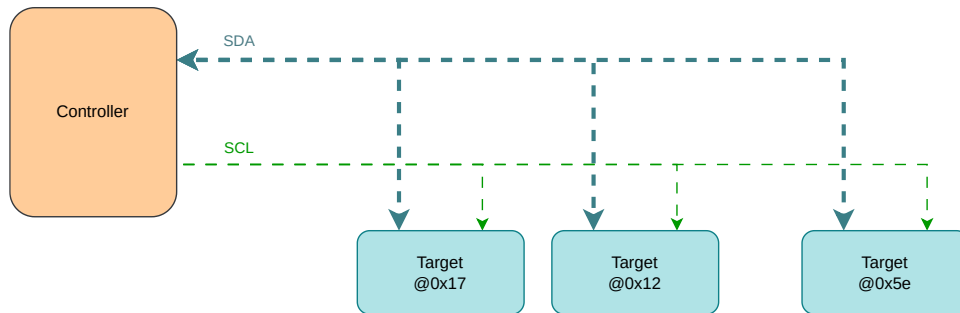 SDA
Controller
SCL
Target
@0x17
Target
@0x12
Target
@0x5e